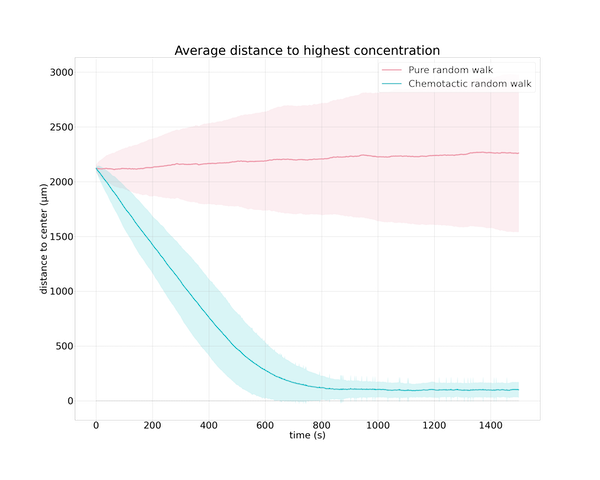 Average distance to highest concentration
Pure random walk
Chemotactic random walk
distance to center (μm)
3000
2500
2000
1500
1000
500
0
0 200 400 600 800 1000 1200 1400
time (s)